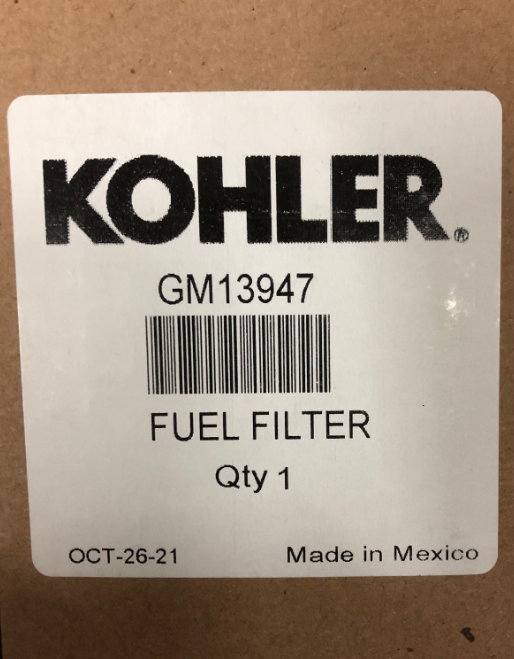 KOHLER®
GM13947
FUEL FILTER
Qty 1
OCT-26-21 Made in Mexico